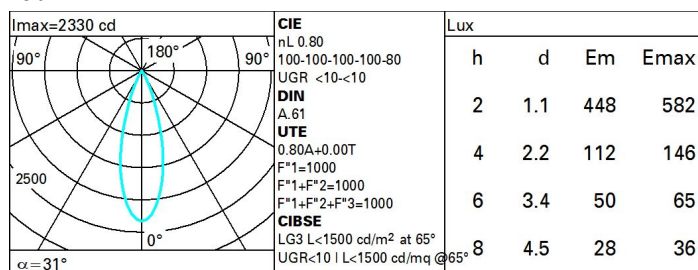 Imax=2330 cd
90°
180°
90°
2500
0°
α=31°
CIE
nL 0.80
100-100-100-100-80
UGR <10-<10
DIN
A.61
UTE
0.80A+0.00T
F"1=1000
F"1+F"2=1000
F"1+F"2+F"3=1000
CIBSE
LG3 L<1500 cd/m² at 65°
UGR<10 | L<1500 cd/mq @65°
Lux
h d Em Emax
2 1.1 448 582
4 2.2 112 146
6 3.4 50 65
8 4.5 28 36